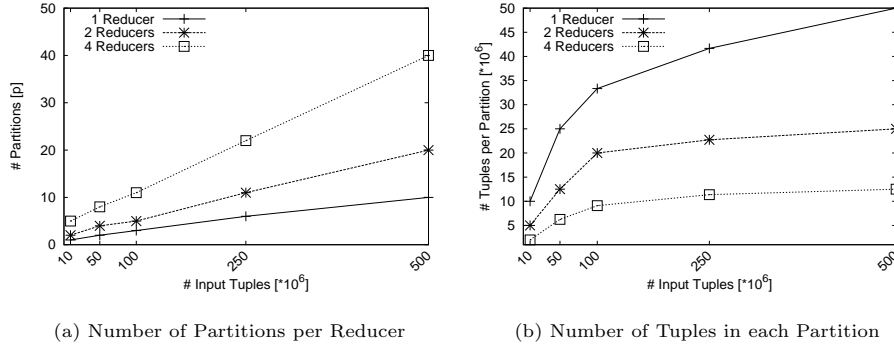 1 Reducer
2 Reducers
4 Reducers
# Partitions [p]
50
40
30
20
10
0
10
50
100
250
500
# Input Tuples [*10^6]
(a) Number of Partitions per Reducer
1 Reducer
2 Reducers
4 Reducers
# Tuples per Partition [*10^6]
50
45
40
35
30
25
20
15
10
5
10
50
100
250
500
# Input Tuples [*10^6]
(b) Number of Tuples in each Partition